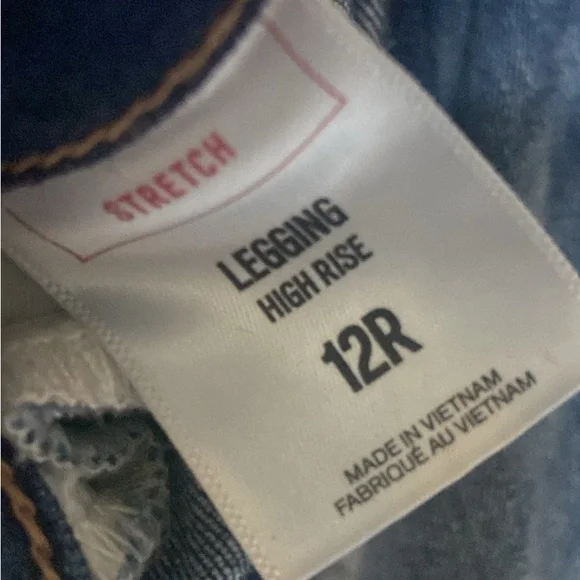 STRETCH
LEGGING
HIGH RISE
12R
MADE IN VIETNAM
FABRIQUÉ AU VIETNAM